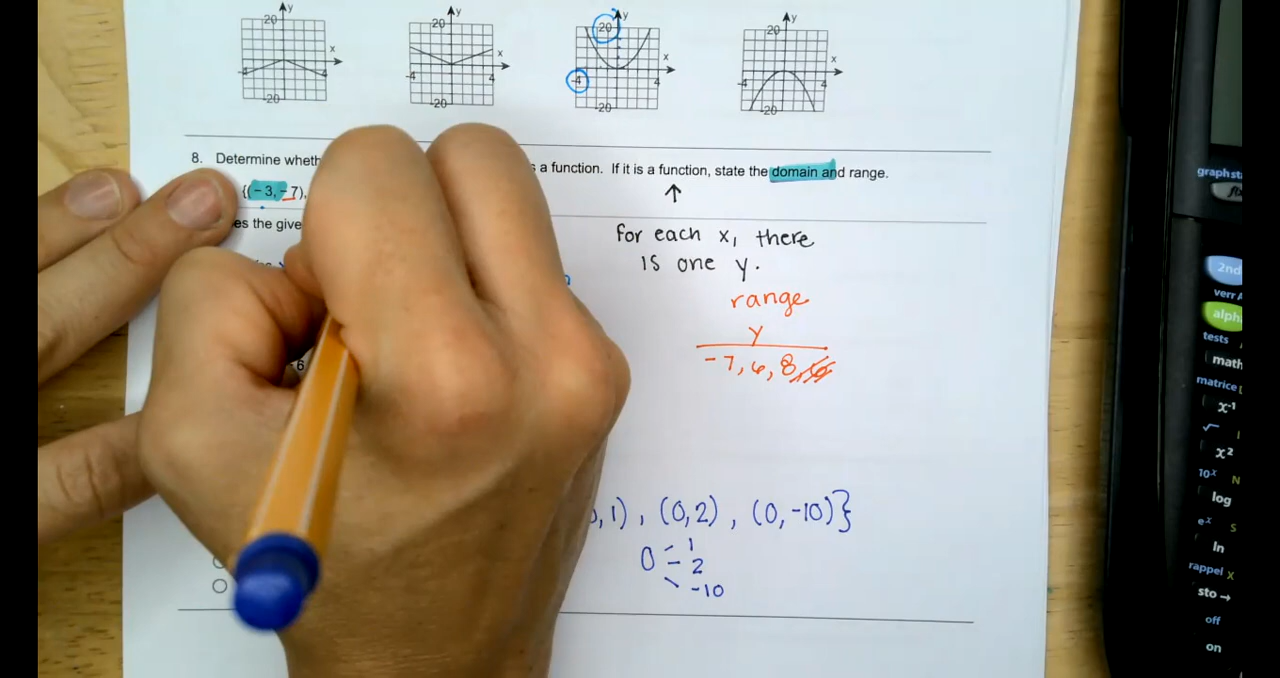 y y y y
20 20 20 20
x x x x
-4 4 -4 4 -4 4 -4 4
-20 -20 -20 -20
8. Determine wheth a function. If it is a function, state the domain and range.
{(-3, -7),
es the give
for each x, there
is one y.
range
y
-7, 6, 8, 6
6
,1), (0,2), (0,-10)}
0 - 1
- 2
- -10
graph
2nd
alph
tests
math
matrice
x-1
√
x²
10x N
log
ex S
ln
rappel X
sto→
off
on